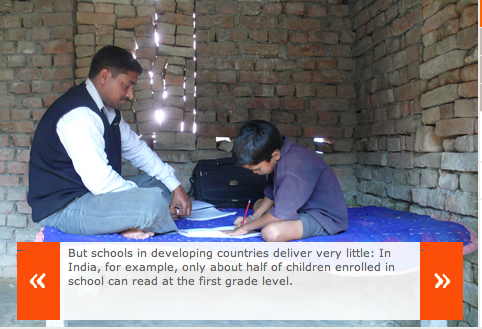 But schools in developing countries deliver very little: In
India, for example, only about half of children enrolled in
school can read at the first grade level.